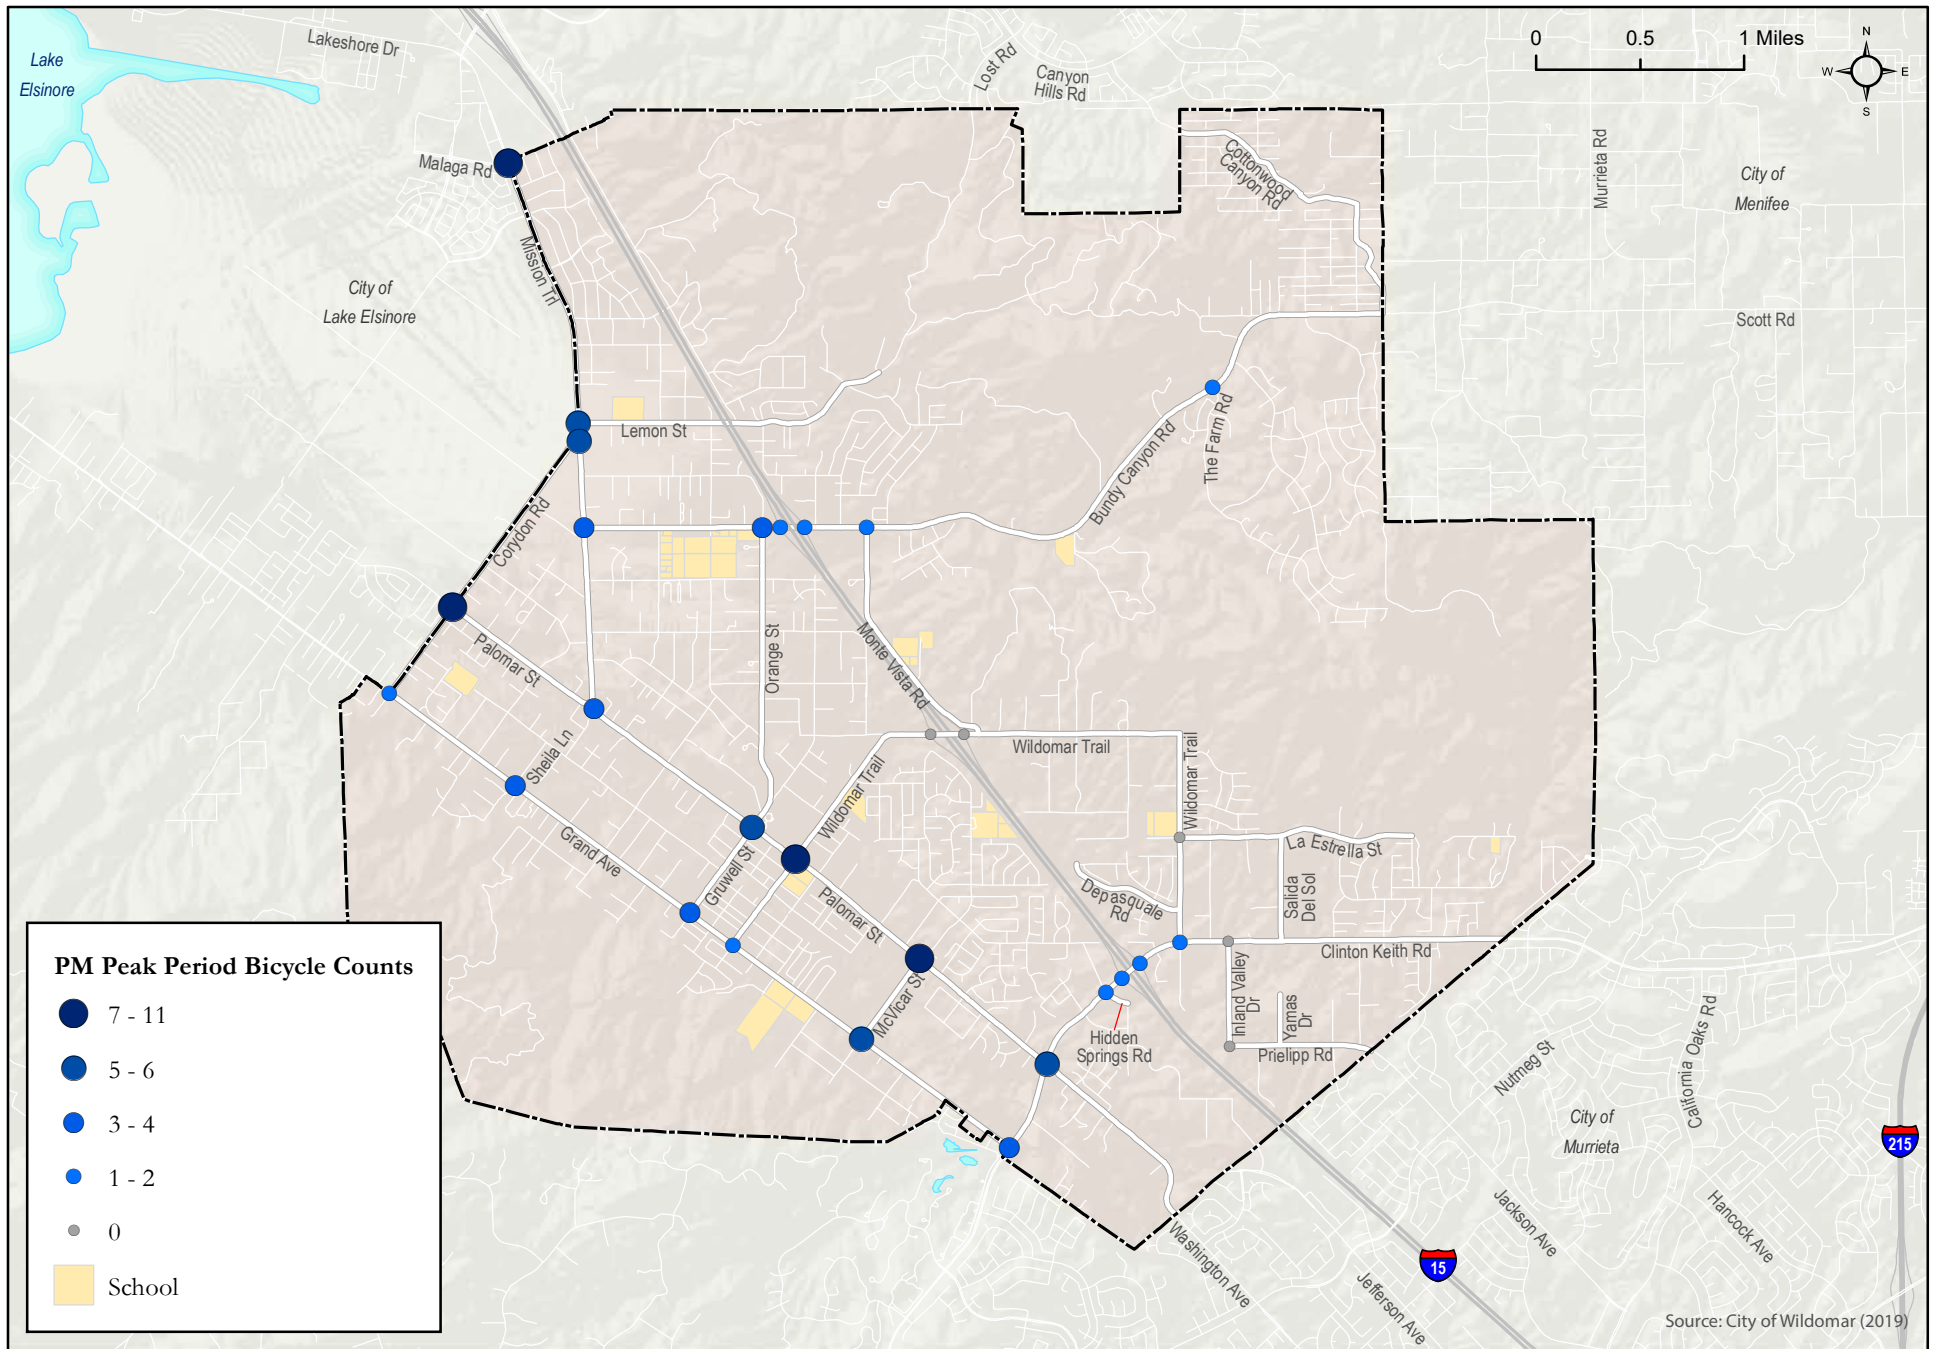 Lake
Elsinore
Lakeshore Dr
Lost Rd
Canyon
Hills Rd
0 0.5 1 Miles
N
W E
S
Malaga Rd
Cottonwood
Canyon Rd
Murrieta Rd
City of
Menifee
Mission Trl
City of
Lake Elsinore
Scott Rd
Lemon St
The Farm Rd
Bundy Canyon Rd
Corydon Rd
Palomar St
Orange St
Monte Vista Rd
Sheila Ln
Wildomar Trail
Wildomar Trail
Wildomar Trail
Grand Ave
Gruwell St
La Estrella St
Palomar St
Depasquale
Rd
Salida
Del Sol
Clinton Keith Rd
McVicar St
Inland Valley
Dr
Yamas
Dr
Hidden
Springs Rd
Prielipp Rd
Nutmeg St
California Oaks Rd
City of
Murrieta
215
Jackson Ave
Hancock Ave
Washington Ave
15
Jefferson Ave
PM Peak Period Bicycle Counts
7 - 11
5 - 6
3 - 4
1 - 2
0
School
Source: City of Wildomar (2019)